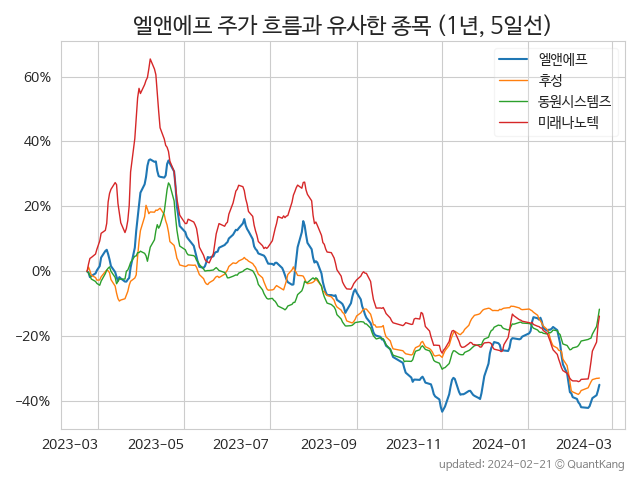 엘앤에프 주가 흐름과 유사한 종목 (1년, 5일선)
엘앤에프
후성
동원시스템즈
미래나노텍
60%
40%
20%
0%
−20%
−40%
2023-03 2023-05 2023-07 2023-09 2023-11 2024-01 2024-03
updated: 2024-02-21 © QuantKang